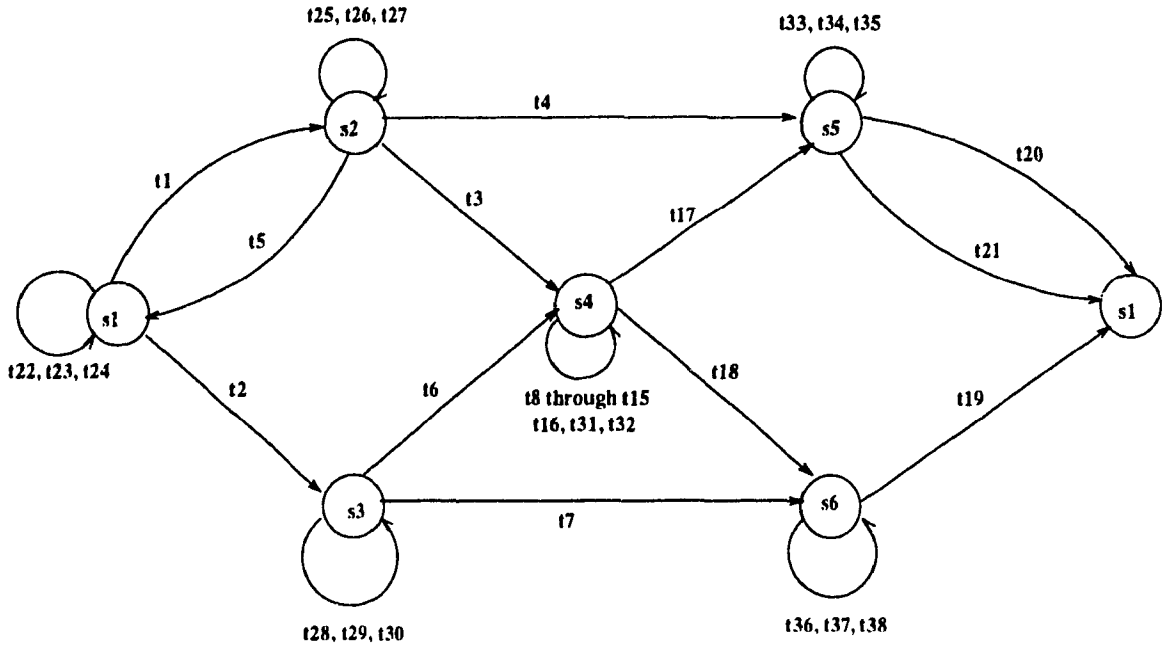 t25, t26, t27
t33, t34, t35
s2
t4
s5
t20
t1
t3
t17
t5
t21
s1
s4
s1
t22, t23, t24
t2
t6
t8 through t15
t16, t31, t32
t18
t19
s3
t7
s6
t28, t29, t30
t36, t37, t38